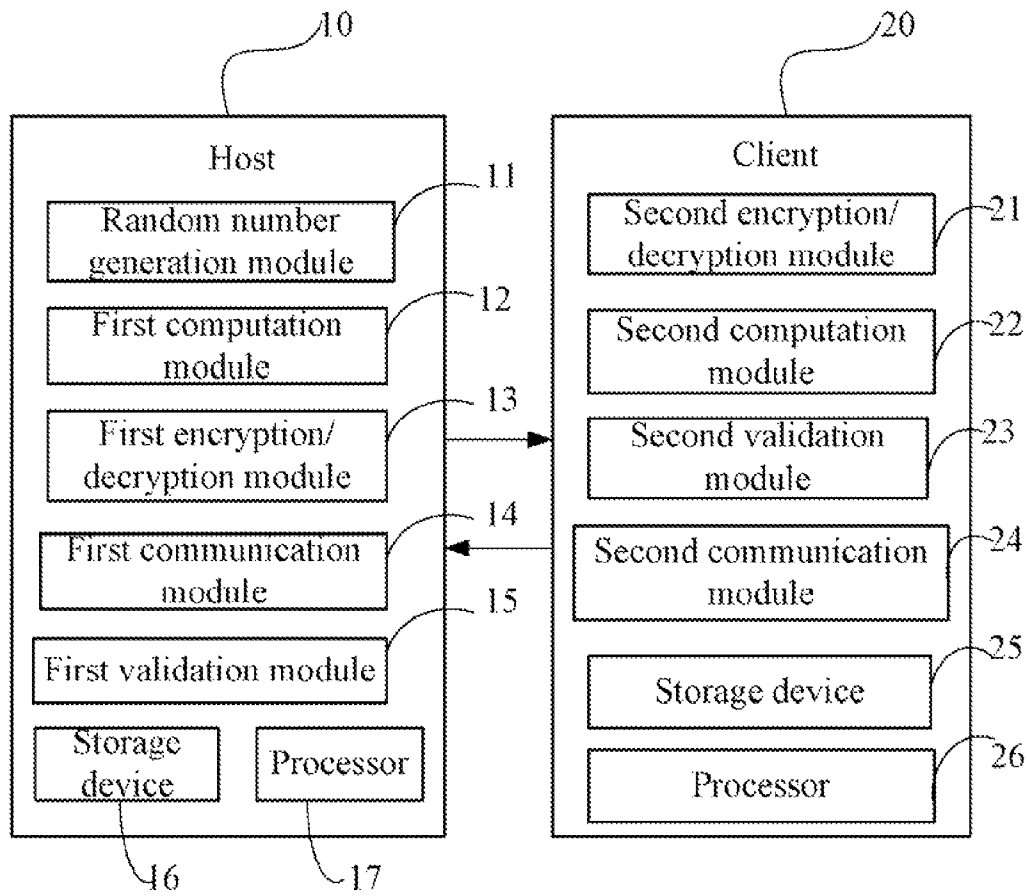 10
20
Host
11
Random number
generation module
12
First computation
module
13
First encryption/
decryption module
14
First communication
module
15
First validation module
Storage
device
Processor
16
17
Client
Second encryption/
decryption module
21
Second computation
module
22
Second validation
module
23
Second communication
module
24
25
Storage device
26
Processor